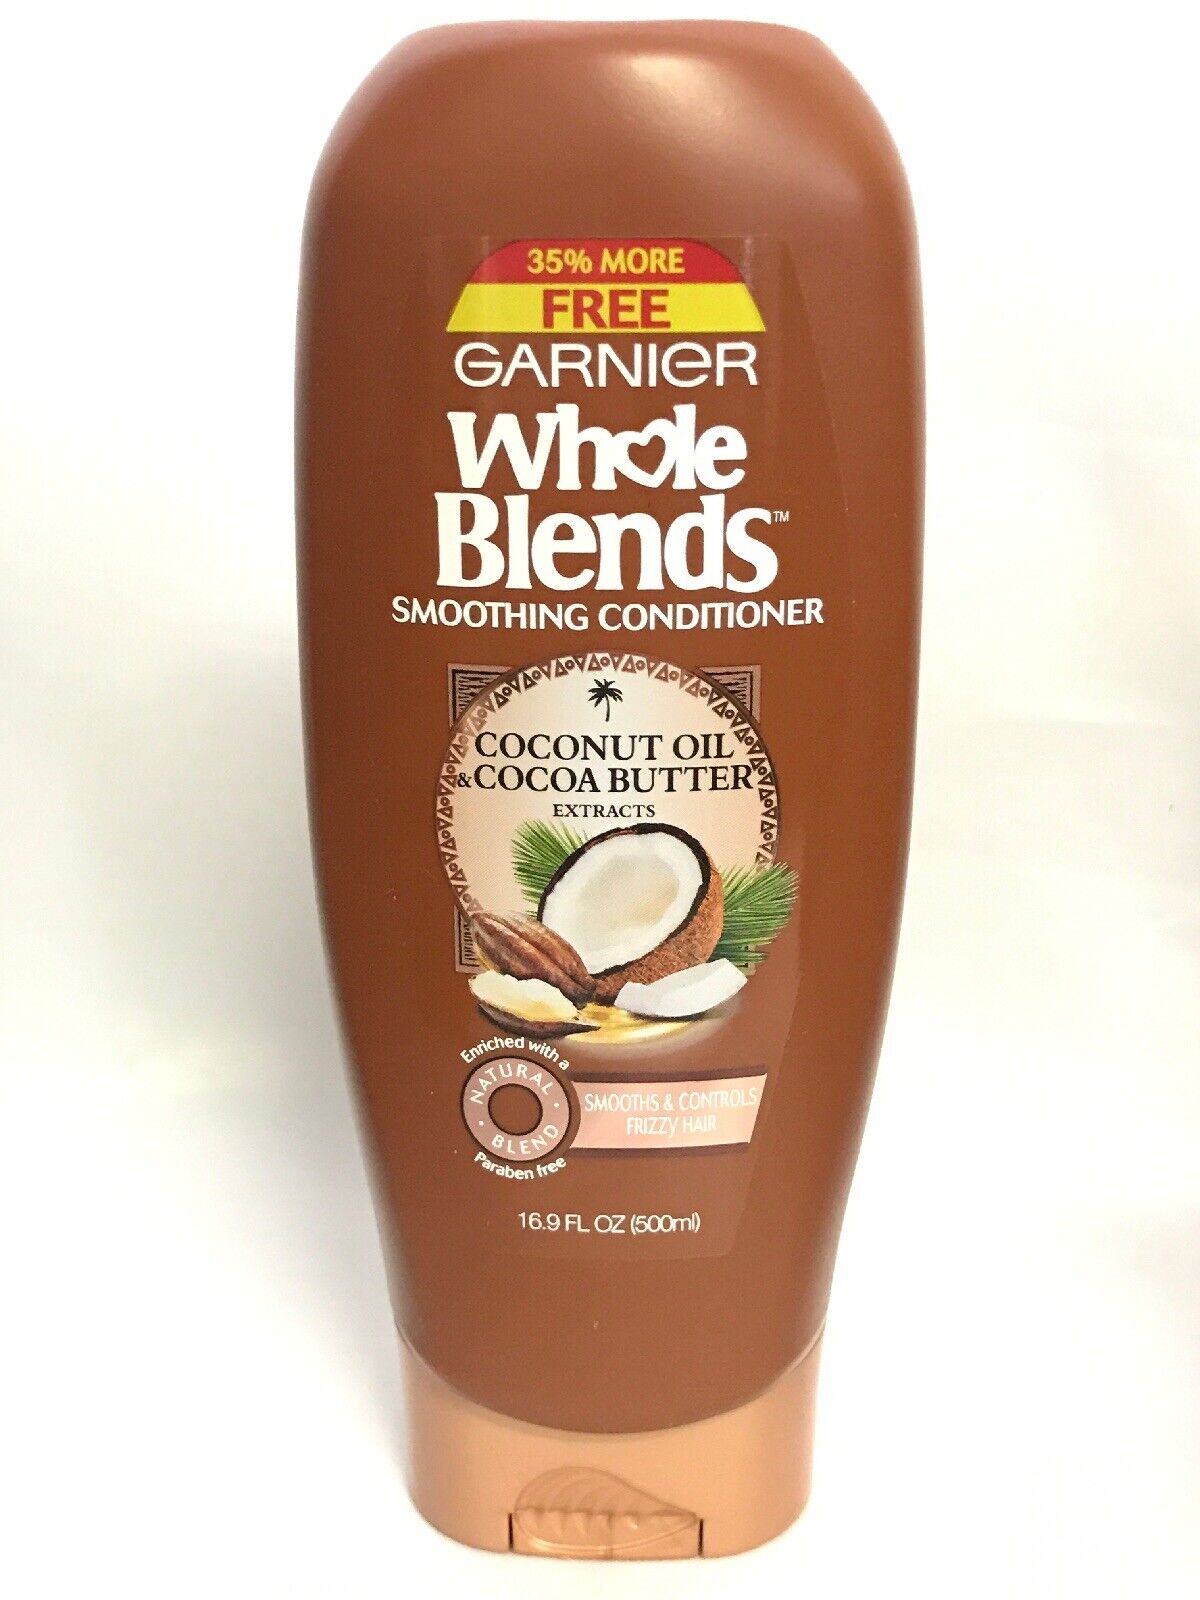 35% MORE
FREE
GARNIER
Whole
Blends™
SMOOTHING CONDITIONER
COCONUT OIL
& COCOA BUTTER
EXTRACTS
Enriched with a
NATURAL
BLEND
Paraben free
SMOOTHS & CONTROLS
FRIZZY HAIR
16.9 FL OZ (500ml)